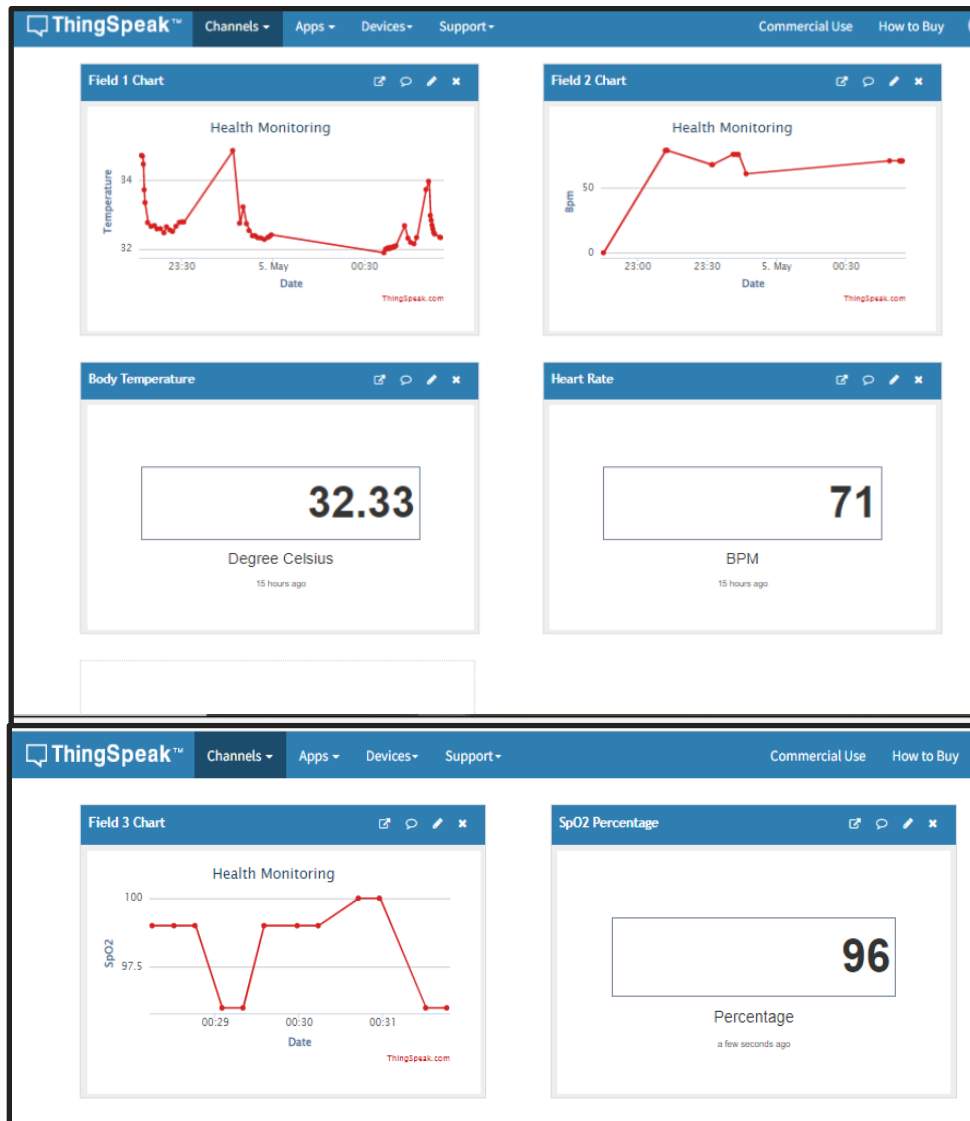 ThingSpeak™ Channels Apps Devices Support Commercial Use How to Buy
Field 1 Chart
Health Monitoring
Temperature
34
32
23:30 5. May 00:30
Date
ThingSpeak.com
Field 2 Chart
Health Monitoring
Bpm
50
0
23:00 23:30 5. May 00:30
Date
ThingSpeak.com
Body Temperature
32.33
Degree Celsius
15 hours ago
Heart Rate
71
BPM
15 hours ago
ThingSpeak™ Channels Apps Devices Support Commercial Use How to Buy
Field 3 Chart
Health Monitoring
SpO2
100
97.5
00:29 00:30 00:31
Date
ThingSpeak.com
SpO2 Percentage
96
Percentage
a few seconds ago